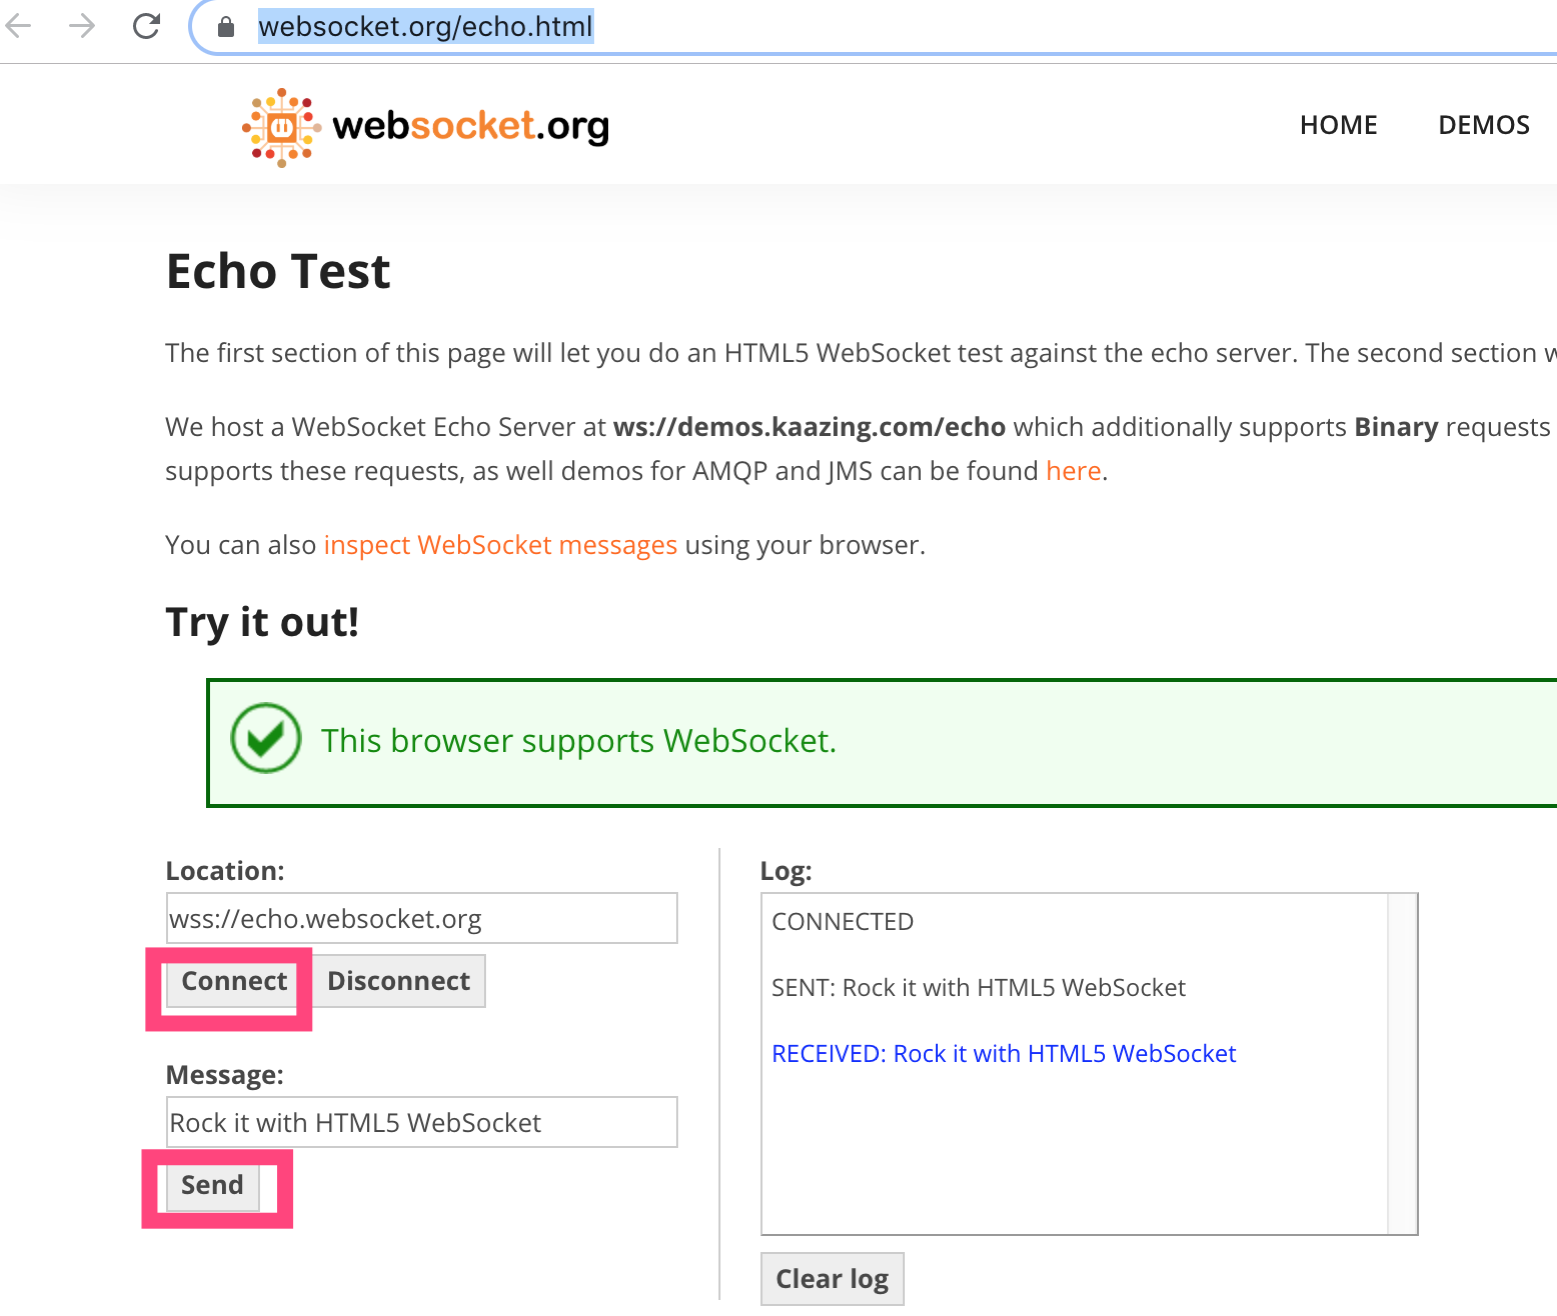 websocket.org/echo.html
websocket.org
HOME
DEMOS
Echo Test
The first section of this page will let you do an HTML5 WebSocket test against the echo server. The second section
We host a WebSocket Echo Server at ws://demos.kaazing.com/echo which additionally supports Binary requests
supports these requests, as well demos for AMQP and JMS can be found here.
You can also inspect WebSocket messages using your browser.
Try it out!
This browser supports WebSocket.
Location:
wss://echo.websocket.org
Connect
Disconnect
Message:
Rock it with HTML5 WebSocket
Send
Log:
CONNECTED
SENT: Rock it with HTML5 WebSocket
RECEIVED: Rock it with HTML5 WebSocket
Clear log